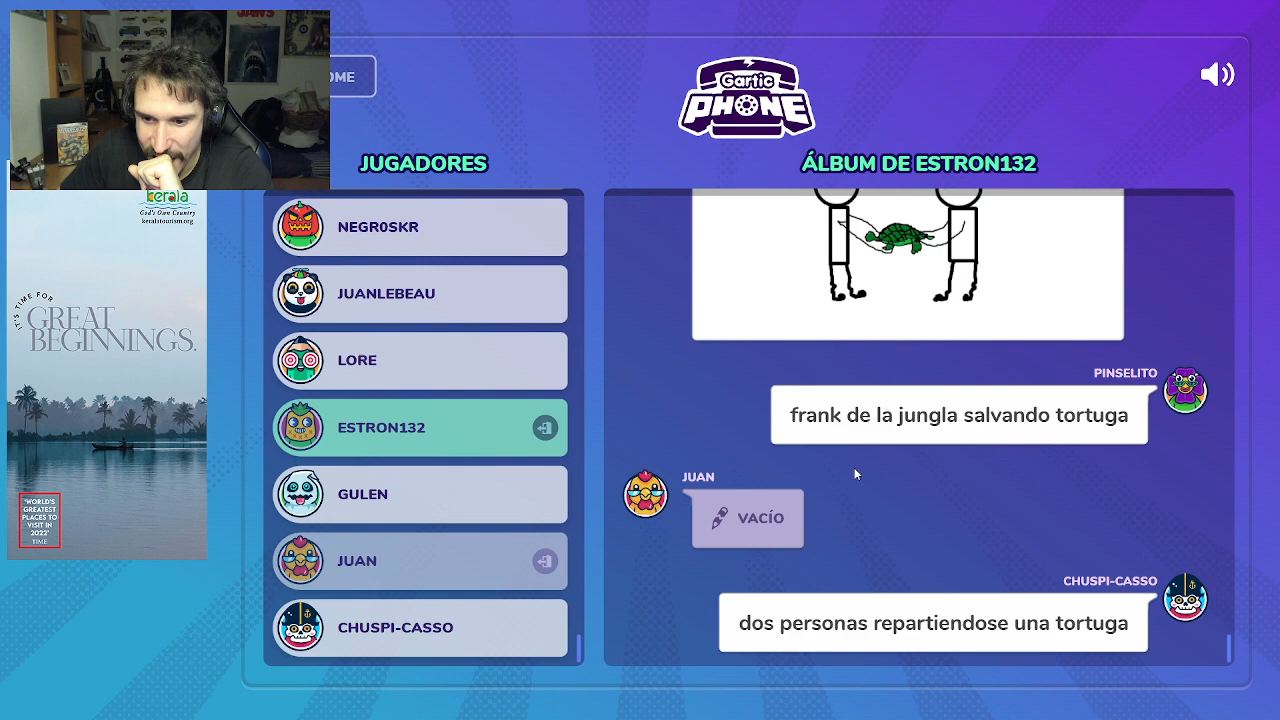 JAWS
OME
Gartic
PHONE
JUGADORES
ÁLBUM DE ESTRON132
kerala
God's Own Country
keralatourism.org
IT'S TIME FOR
GREAT
BEGINNINGS.
"WORLD'S
GREATEST
PLACES TO
VISIT IN
2022"
TIME
NEGR0SKR
JUANLEBEAU
LORE
ESTRON132
GULEN
JUAN
CHUSPI-CASSO
PINSELITO
frank de la jungla salvando tortuga
JUAN
VACÍO
CHUSPI-CASSO
dos personas repartiendose una tortuga